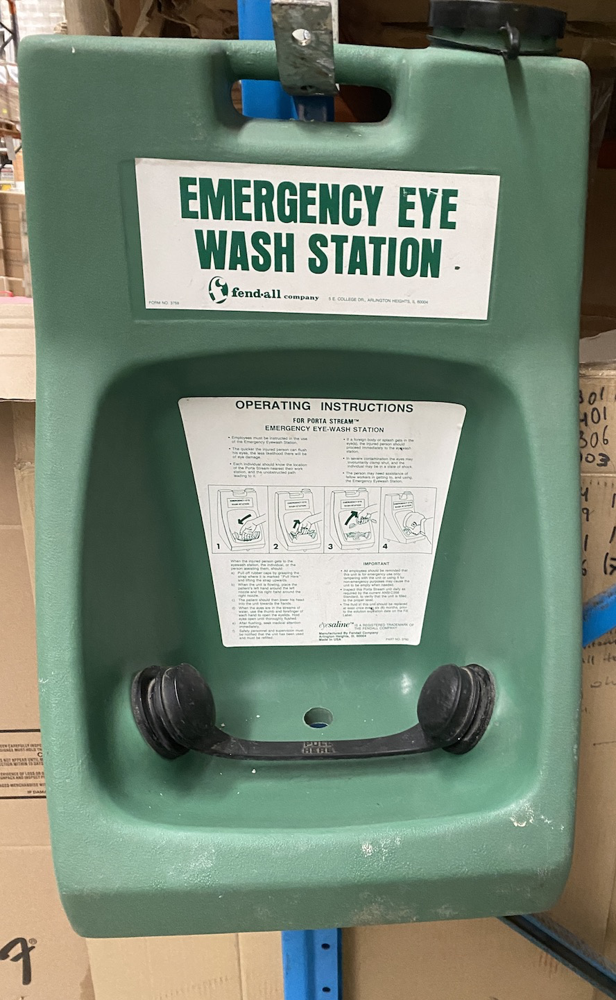 EMERGENCY EYE
WASH STATION
fend·all company
5 E. COLLEGE DR., ARLINGTON HEIGHTS, IL 60004
FORM NO. 3759
OPERATING INSTRUCTIONS
FOR PORTA STREAM™
EMERGENCY EYE-WASH STATION
• Employees must be instructed in the use
of the Emergency Eyewash Station.
• The quicker the injured person can flush
his eyes, the less likelihood there will be
of eye damage.
• Each individual should know the location
of the Porta Stream nearest their work
station, and the unobstructed path
leading to it.
• If a foreign body or splash gets in the
eye(s), the injured person should
proceed immediately to the eyewash
station.
• In severe contamination the eyes may
involuntarily clamp shut, and the
individual may be in a state of shock.
• The person may need assistance of
fellow workers in getting to, and using,
the Emergency Eyewash Station.
1
2
3
4
When the injured person gets to the
eyewash station, the individual, or the
person assisting them, should:
a) Pull off rubber caps by grasping the
strap where it is marked "Pull Here"
and lifting the strap upwards.
b) When the unit is flowing, place the
patient's left hand around the left
nozzle and his right hand around the
right nozzle.
c) The patient should then lower his head
into the unit towards the hands.
d) When the eyes are in the streams of
water, use the thumb and forefinger of
each hand to open the eyelids. Hold
eyes open until thoroughly flushed.
e) After flushing, seek medical attention
immediately.
f) Safety personnel and supervision must
be notified that the unit has been used
and must be refilled.
IMPORTANT
• All employees should be reminded that
this unit is for emergency use only;
tampering with the unit or using it for
non-emergency purposes may cause the
unit to be empty when needed.
• Inspect this Porta Stream unit daily as
required by the current ANSI
Standard, to verify that the unit is filled
to the proper level.
• The fluid in this unit should be replaced
at least once every six (6) months, prior
to the solution expiration date on the Fill
Label.
eyesaline™ IS A REGISTERED TRADEMARK OF
THE FENDALL COMPANY
Manufactured By Fendall Company
Arlington Heights, Ill. 60004
Made In USA
PART NO. 3760
PULL
HERE
301
401
306